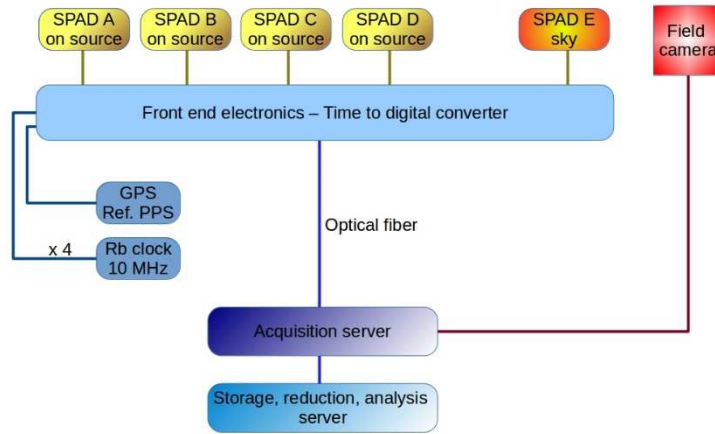 SPAD A
on source
SPAD B
on source
SPAD C
on source
SPAD D
on source
SPAD E
sky
Field
camera
Front end electronics – Time to digital converter
GPS
Ref. PPS
Optical fiber
x 4
Rb clock
10 MHz
Acquisition server
Storage, reduction, analysis
server